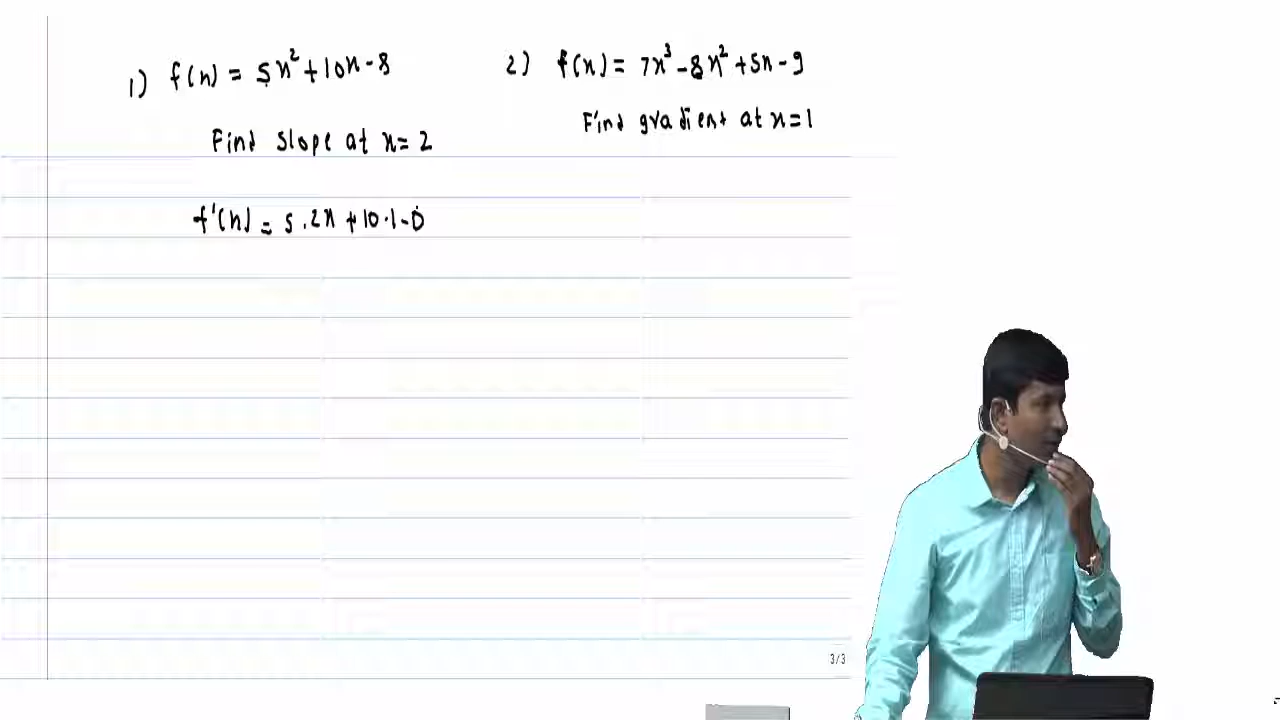 1) f(x) = 5x² + 10x - 8
Find slope at x = 2
f'(x) = 5.2x + 10.1 - 0
2) f(x) = 7x³ - 8x² + 5x - 9
Find gradient at x = 1
3/3